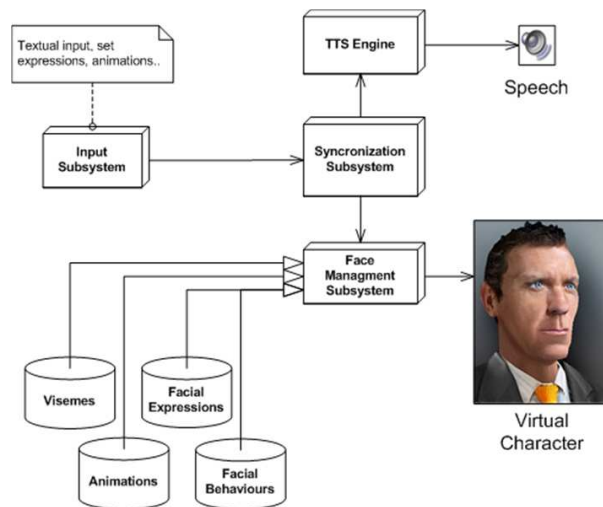 Textual input, set
expressions, animations..
TTS Engine
Speech
Input
Subsystem
Syncronization
Subsystem
Face
Managment
Subsystem
Visemes
Facial
Expressions
Animations
Facial
Behaviours
Virtual
Character